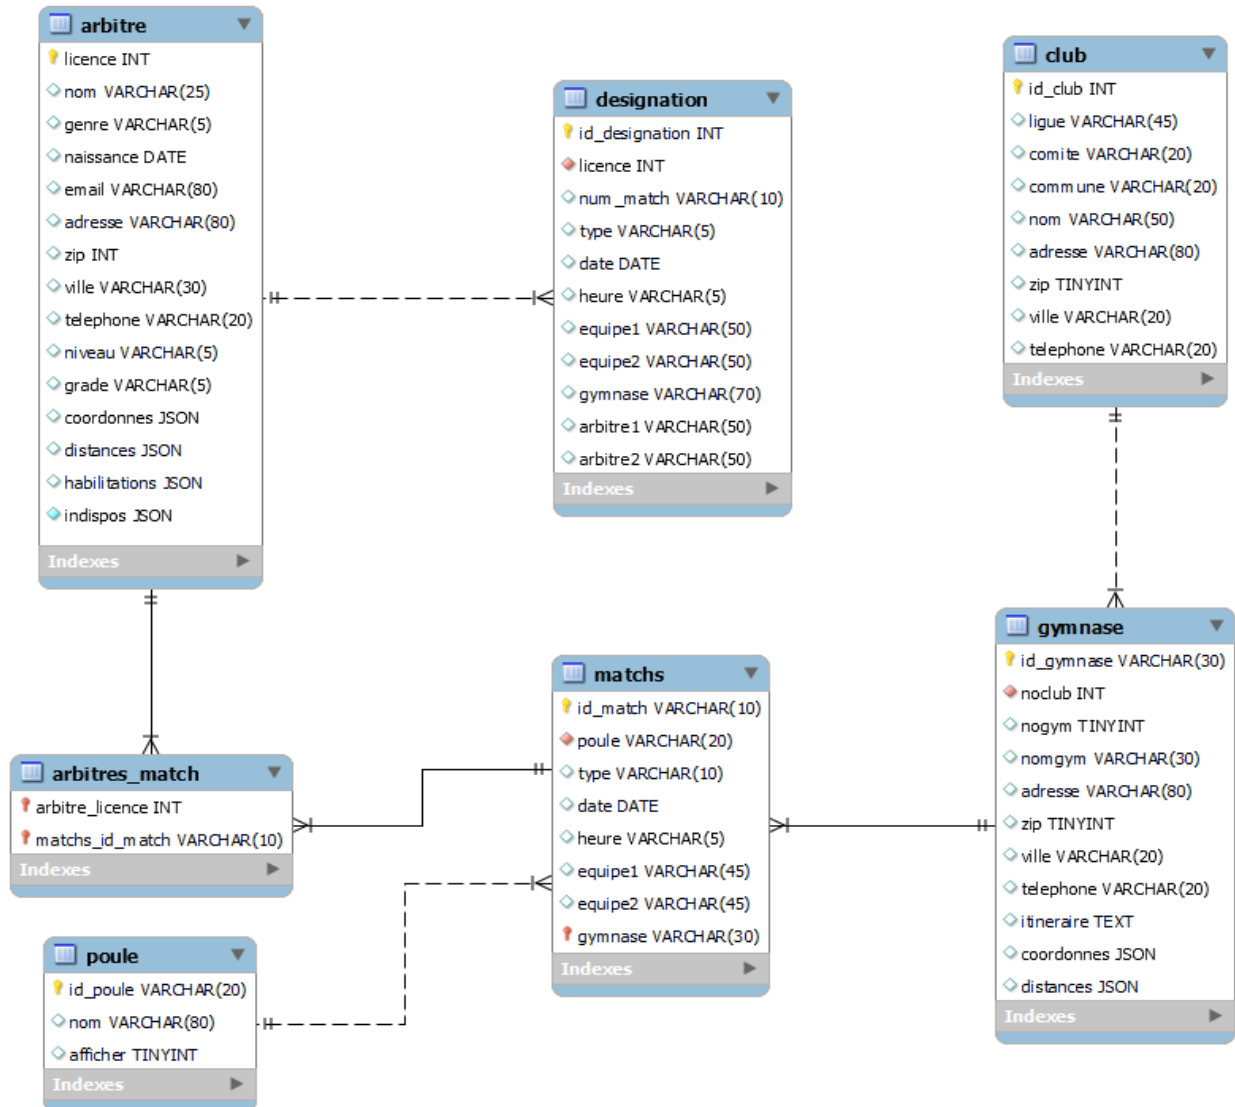 arbitre
licence INT
nom VARCHAR(25)
genre VARCHAR(5)
naissance DATE
email VARCHAR(80)
adresse VARCHAR(80)
zip INT
ville VARCHAR(30)
telephone VARCHAR(20)
niveau VARCHAR(5)
grade VARCHAR(5)
coordonnes JSON
distances JSON
habilitations JSON
indispos JSON
Indexes
designation
id_designation INT
licence INT
num_match VARCHAR(10)
type VARCHAR(5)
date DATE
heure VARCHAR(5)
equipe1 VARCHAR(50)
equipe2 VARCHAR(50)
gymnase VARCHAR(70)
arbitre1 VARCHAR(50)
arbitre2 VARCHAR(50)
Indexes
club
id_club INT
ligue VARCHAR(45)
comite VARCHAR(20)
commune VARCHAR(20)
nom VARCHAR(50)
adresse VARCHAR(80)
zip TINYINT
ville VARCHAR(20)
telephone VARCHAR(20)
Indexes
arbitres_match
arbitre_licence INT
matchs_id_match VARCHAR(10)
Indexes
matchs
id_match VARCHAR(10)
poule VARCHAR(20)
type VARCHAR(10)
date DATE
heure VARCHAR(5)
equipe1 VARCHAR(45)
equipe2 VARCHAR(45)
gymnase VARCHAR(30)
Indexes
gymnase
id_gymnase VARCHAR(30)
noclub INT
nogym TINYINT
nomgym VARCHAR(30)
adresse VARCHAR(80)
zip TINYINT
ville VARCHAR(20)
telephone VARCHAR(20)
itineraire TEXT
coordonnes JSON
distances JSON
Indexes
poule
id_poule VARCHAR(20)
nom VARCHAR(80)
afficher TINYINT
Indexes